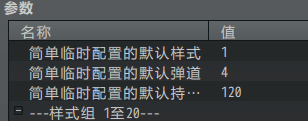 参数
名称 值
简单临时配置的默认样式 1
简单临时配置的默认弹道 4
简单临时配置的默认持… 120
---样式组 1至20---